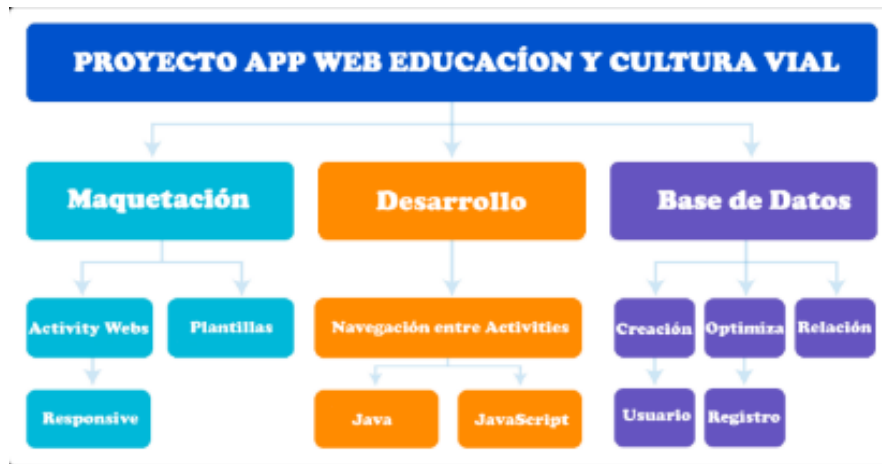 PROYECTO APP WEB EDUCACÍON Y CULTURA VIAL
Maquetación
Desarrollo
Base de Datos
Activity Webs
Plantillas
Navegación entre Activities
Creación
Optimiza
Relación
Responsive
Java
JavaScript
Usuario
Registro